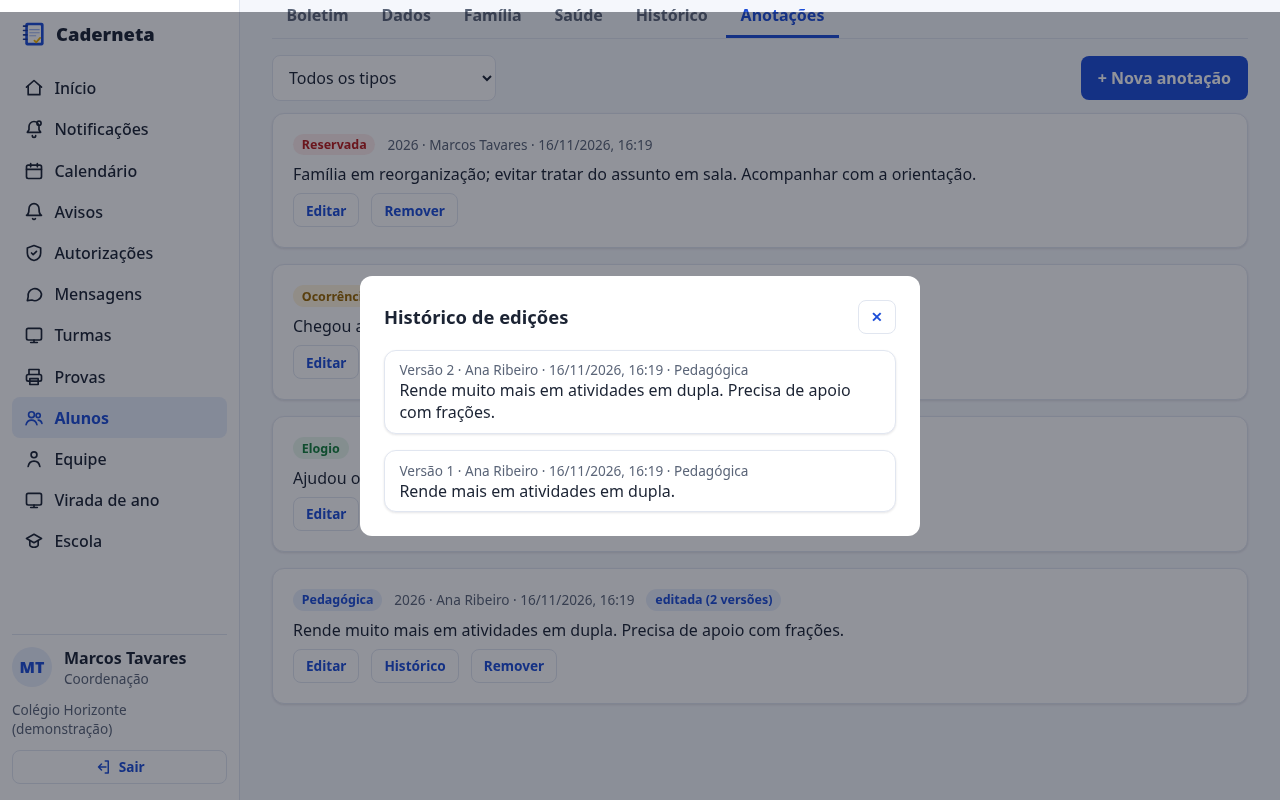 Caderneta
Início
Notificações
Calendário
Avisos
Autorizações
Mensagens
Turmas
Provas
Alunos
Equipe
Virada de ano
Escola
MT
Marcos Tavares
Coordenação
Colégio Horizonte
(demonstração)
Sair
Boletim Dados Família Saúde Histórico Anotações
Todos os tipos
+ Nova anotação
Reservada 2026 · Marcos Tavares · 16/11/2026, 16:19
Família em reorganização; evitar tratar do assunto em sala. Acompanhar com a orientação.
Editar Remover
Chegou
Editar
Elogio
Ajudou o
Editar
Pedagógica 2026 · Ana Ribeiro · 16/11/2026, 16:19 editada (2 versões)
Rende muito mais em atividades em dupla. Precisa de apoio com frações.
Editar Histórico Remover
Histórico de edições
×
Versão 2 · Ana Ribeiro · 16/11/2026, 16:19 · Pedagógica
Rende muito mais em atividades em dupla. Precisa de apoio
com frações.
Versão 1 · Ana Ribeiro · 16/11/2026, 16:19 · Pedagógica
Rende mais em atividades em dupla.